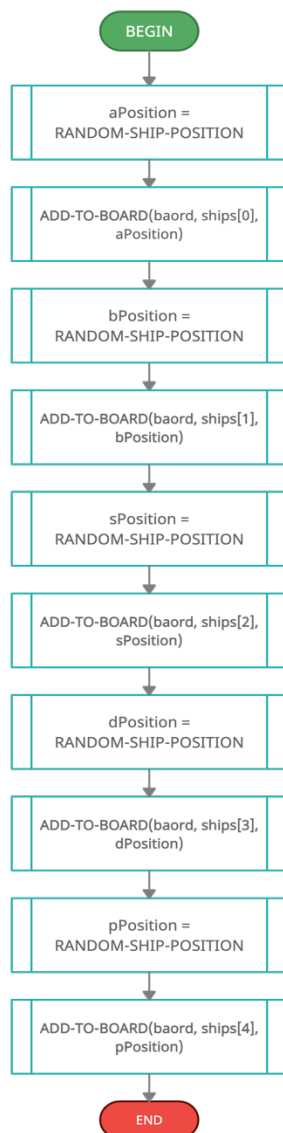 BEGIN
aPosition =
RANDOM-SHIP-POSITION
ADD-TO-BOARD(baord, ships[0],
aPosition)
bPosition =
RANDOM-SHIP-POSITION
ADD-TO-BOARD(baord, ships[1],
bPosition)
sPosition =
RANDOM-SHIP-POSITION
ADD-TO-BOARD(baord, ships[2],
sPosition)
dPosition =
RANDOM-SHIP-POSITION
ADD-TO-BOARD(baord, ships[3],
dPosition)
pPosition =
RANDOM-SHIP-POSITION
ADD-TO-BOARD(baord, ships[4],
pPosition)
END